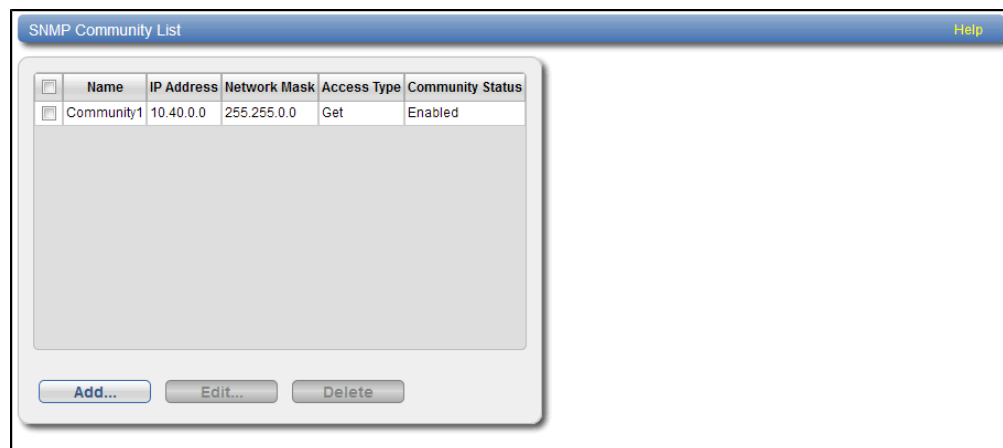 SNMP Community List Help
Name IP Address Network Mask Access Type Community Status
Community1 10.40.0.0 255.255.0.0 Get Enabled
Add... Edit... Delete